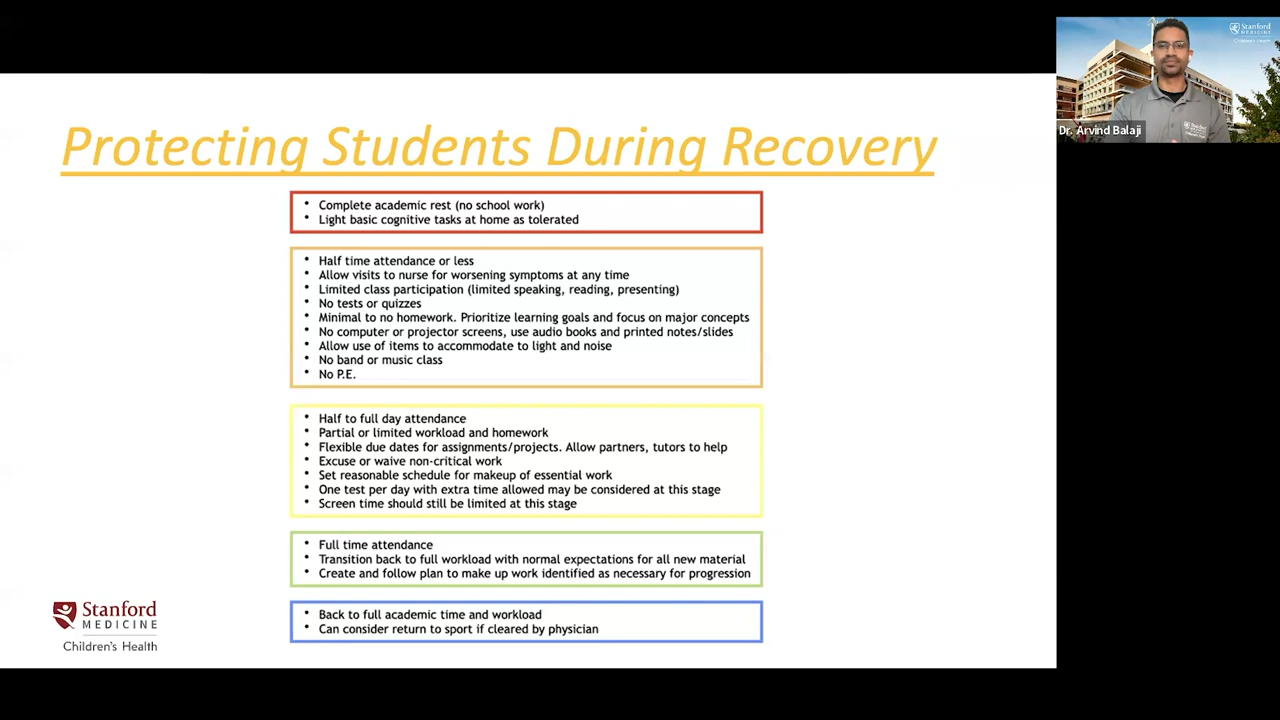 Protecting Students During Recovery
• Complete academic rest (no school work)
• Light basic cognitive tasks at home as tolerated
• Half time attendance or less
• Allow visits to nurse for worsening symptoms at any time
• Limited class participation (limited speaking, reading, presenting)
• No tests or quizzes
• Minimal to no homework. Prioritize learning goals and focus on major concepts
• No computer or projector screens, use audio books and printed notes/slides
• Allow use of items to accommodate to light and noise
• No band or music class
• No P.E.
• Half to full day attendance
• Partial or limited workload and homework
• Flexible due dates for assignments/projects. Allow partners, tutors to help
• Excuse or waive non-critical work
• Set reasonable schedule for makeup of essential work
• One test per day with extra time allowed may be considered at this stage
• Screen time should still be limited at this stage
• Full time attendance
• Transition back to full workload with normal expectations for all new material
• Create and follow plan to make up work identified as necessary for progression
• Back to full academic time and workload
• Can consider return to sport if cleared by physician
Stanford
MEDICINE
Children's Health
Stanford
MEDICINE
Children's Health
Dr. Arvind Balaji